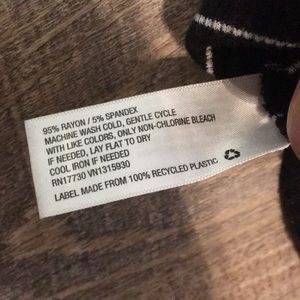 95% RAYON / 5% SPANDEX
MACHINE WASH COLD, GENTLE CYCLE
WITH LIKE COLORS, ONLY NON-CHLORINE BLEACH
IF NEEDED, LAY FLAT TO DRY
COOL IRON IF NEEDED
RN17730 VN1315930
LABEL MADE FROM 100% RECYCLED PLASTIC